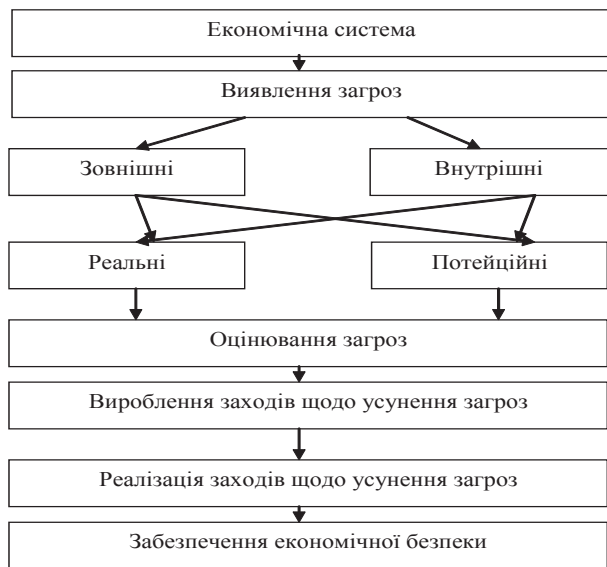 Економічна система
Виявлення загроз
Зовнішні
Внутрішні
Реальні
Потейційні
Оцінювання загроз
Вироблення заходів щодо усунення загроз
Реалізація заходів щодо усунення загроз
Забезпечення економічної безпеки